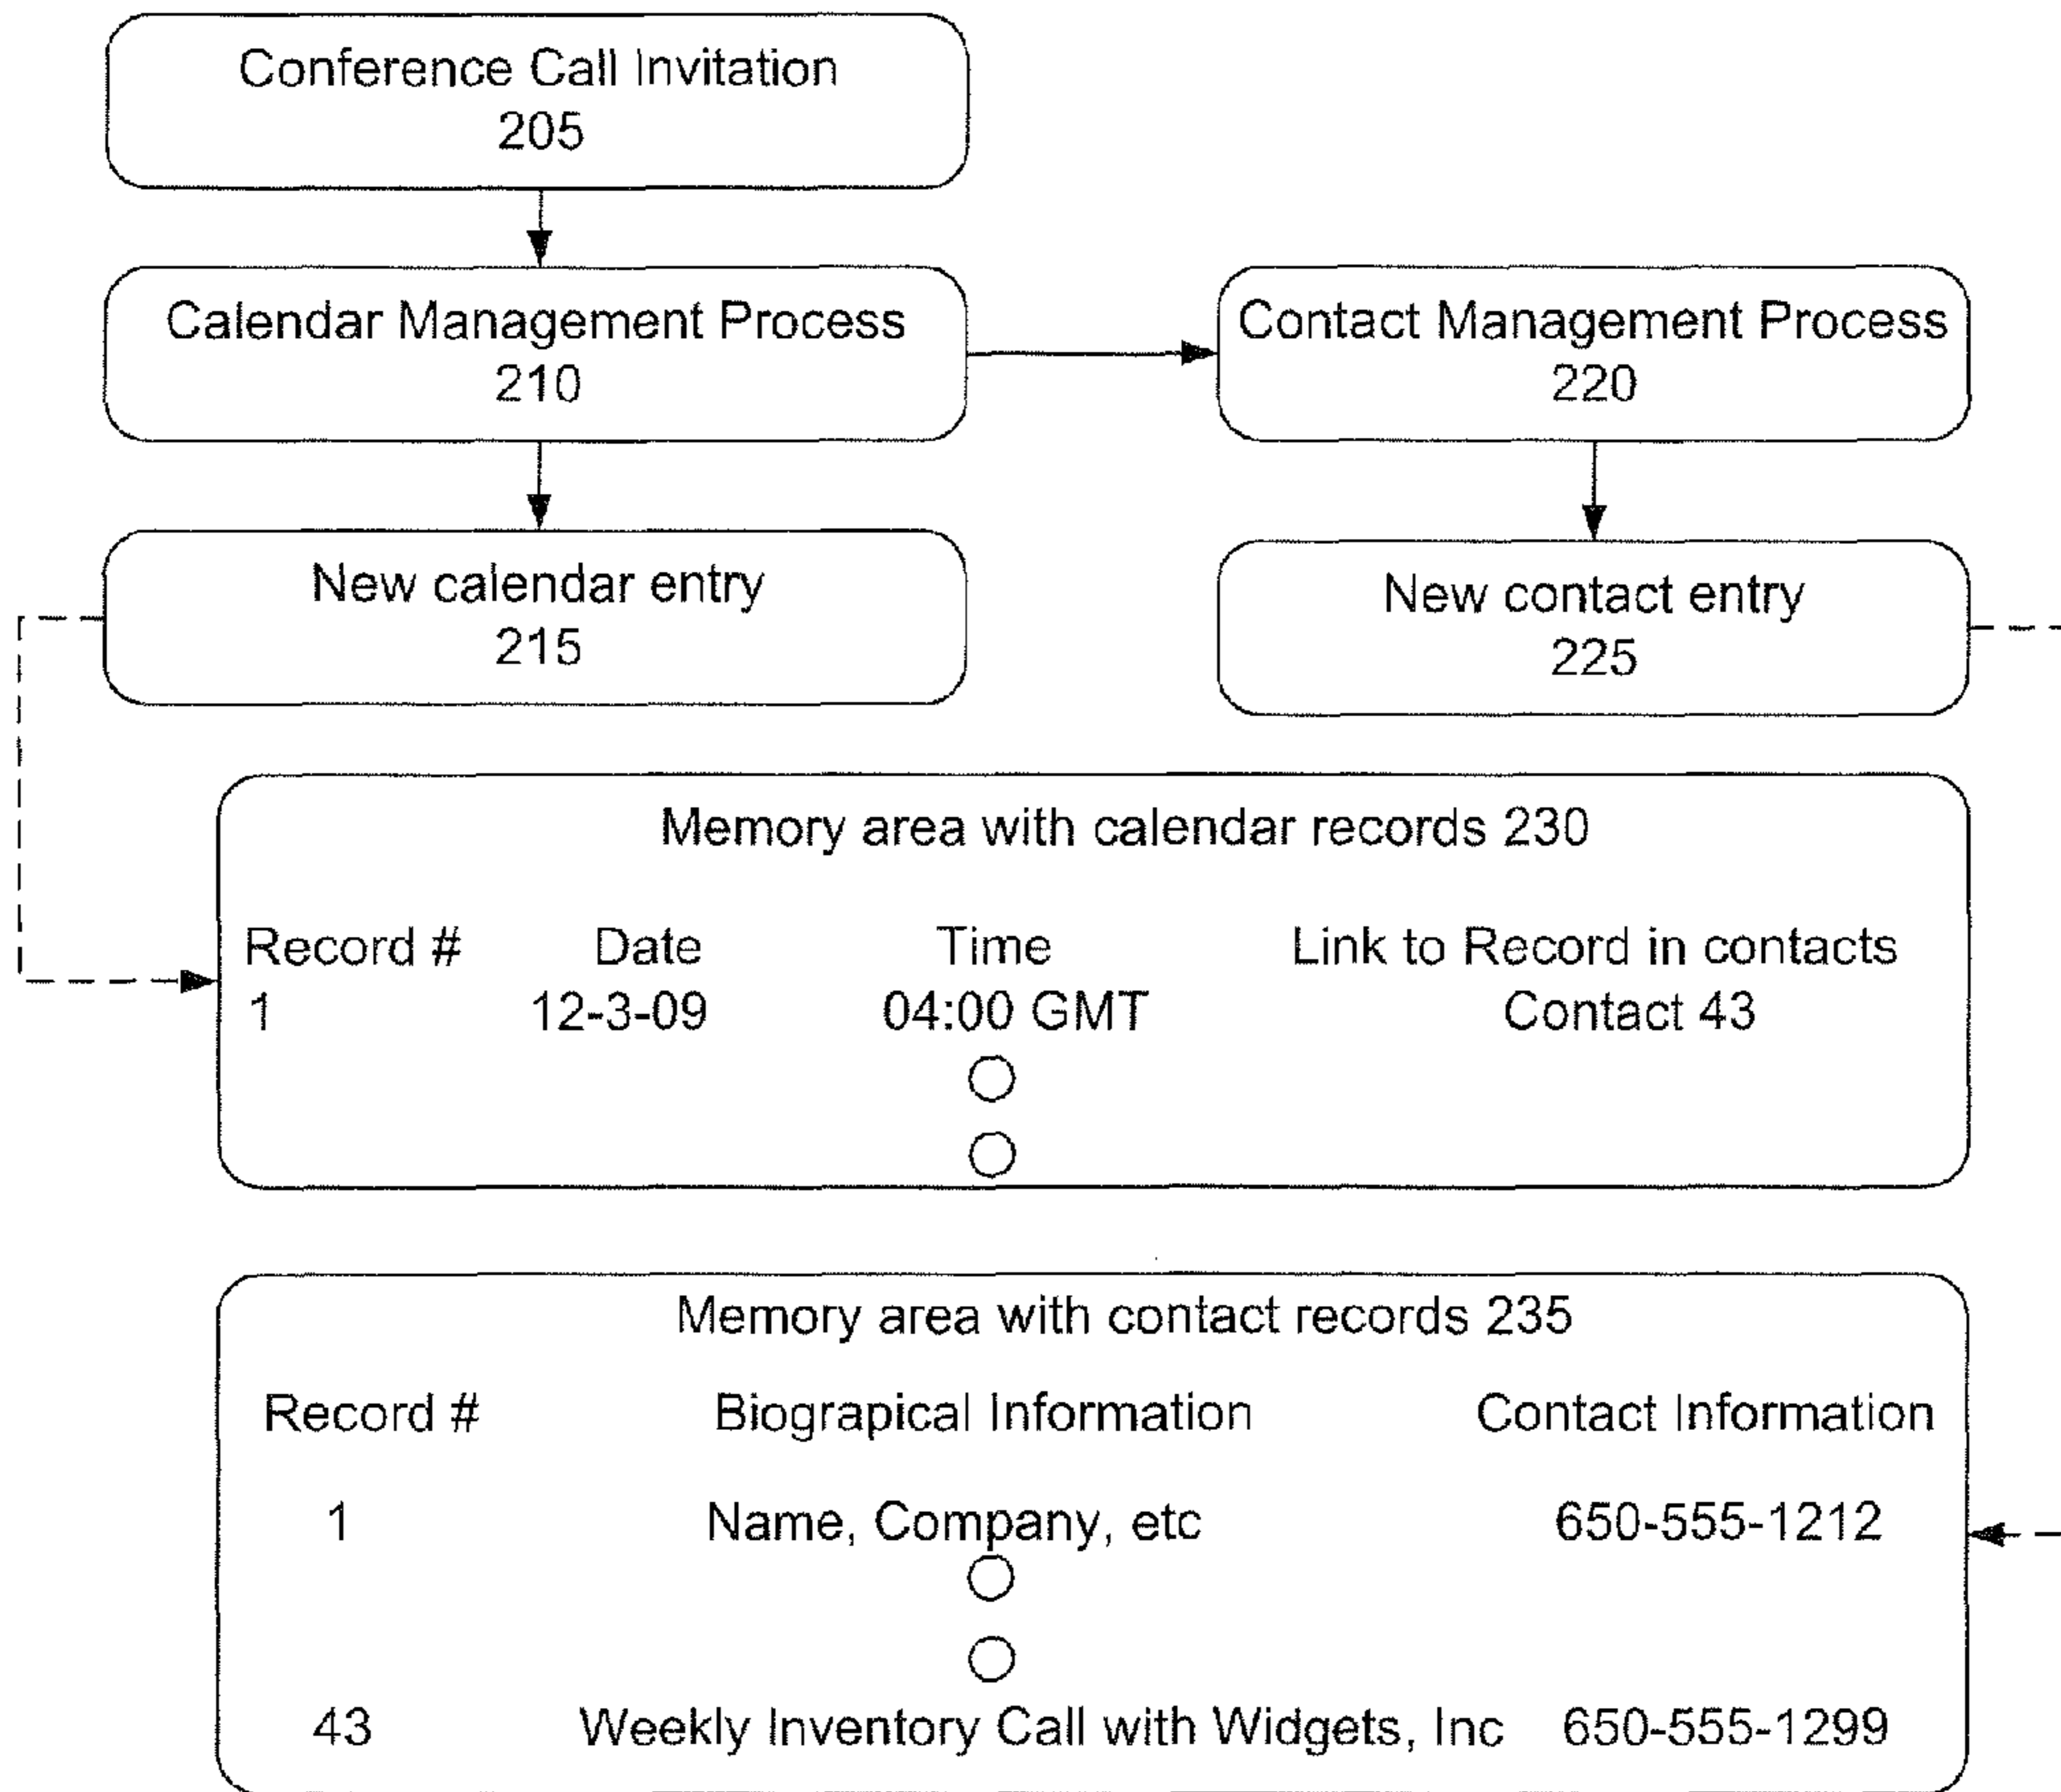 Conference Call Invitation
205
Calendar Management Process
210
Contact Management Process
220
New calendar entry
215
New contact entry
225
Memory area with calendar records 230
Record # Date Time Link to Record in contacts
1 12-3-09 04:00 GMT Contact 43
Memory area with contact records 235
Record # Biograpical Information Contact Information
1 Name, Company, etc 650-555-1212
43 Weekly Inventory Call with Widgets, Inc 650-555-1299